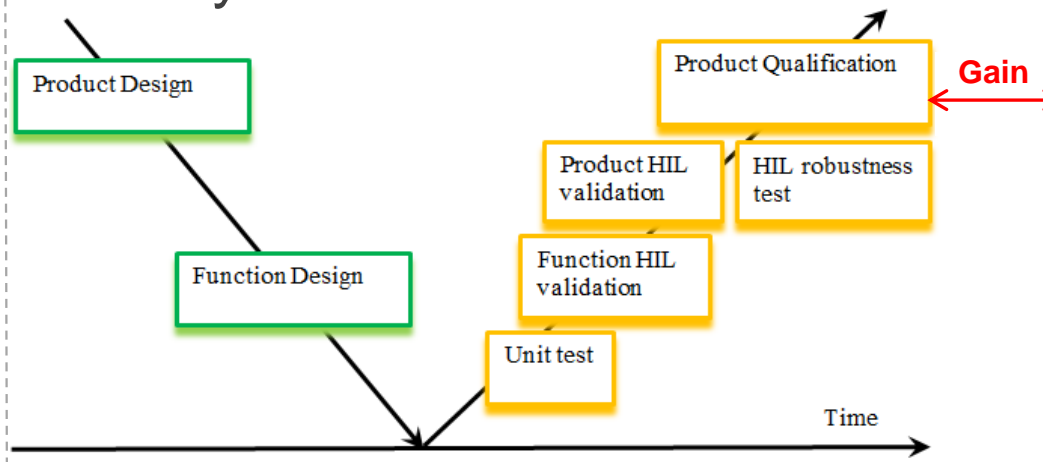 Product Design
Product Qualification
Gain
Product HIL
validation
HIL robustness
test
Function Design
Function HIL
validation
Unit test
Time